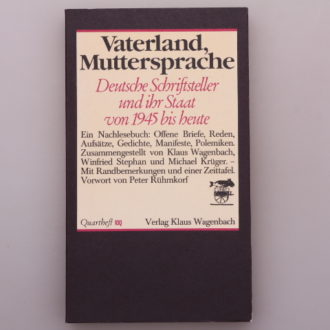 Vaterland,
Muttersprache
Deutsche Schriftsteller
und ihr Staat
von 1945 bis heute
Ein Nachlesebuch: Offene Briefe, Reden,
Aufsätze, Gedichte, Manifeste, Polemiken.
Zusammengestellt von Klaus Wagenbach,
Winfried Stephan und Michael Krüger. –
Mit Randbemerkungen und einer Zeittafel.
Vorwort von Peter Rühmkorf
Quartheft 100
Verlag Klaus Wagenbach